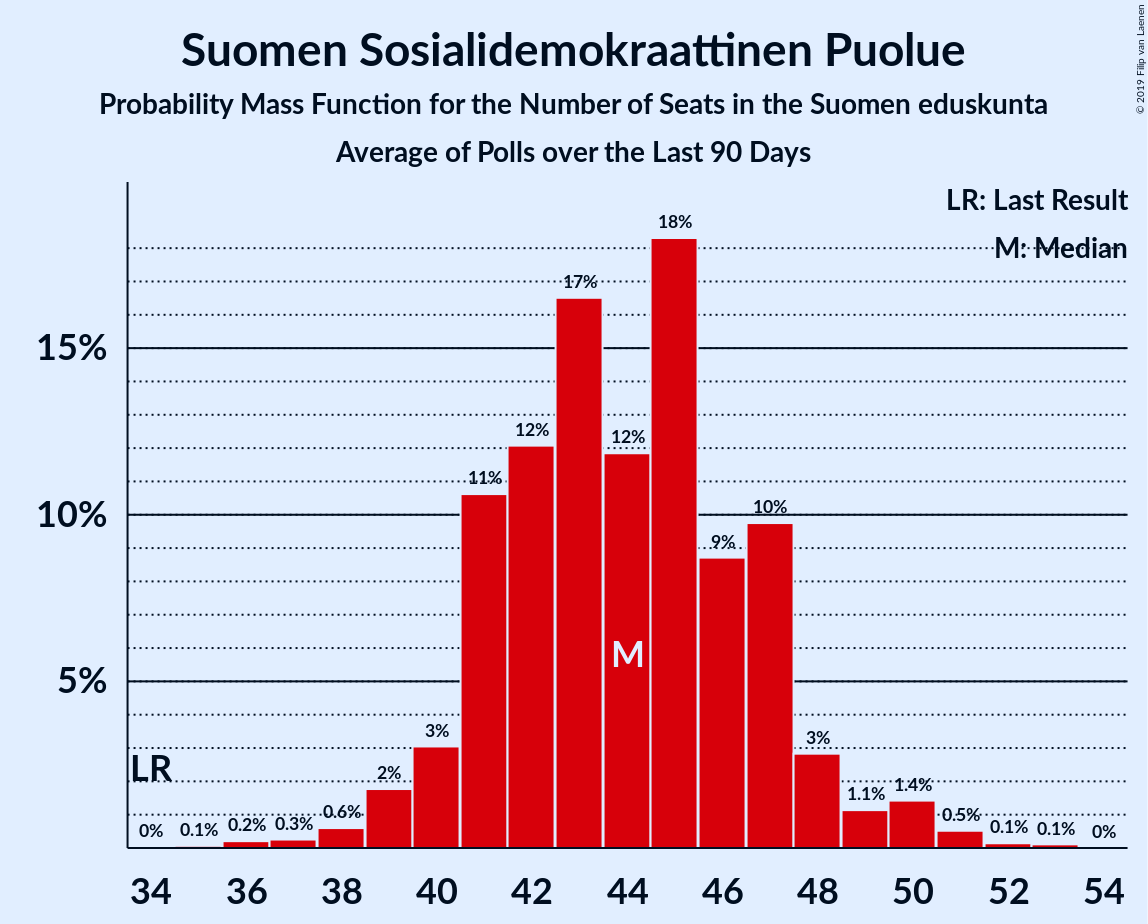 Suomen Sosialidemokraattinen Puolue
Probability Mass Function for the Number of Seats in the Suomen eduskunta
Average of Polls over the Last 90 Days
© 2019 Filip van Laenen
LR: Last Result
M: Median
18%
17%
15%
12%
12%
11%
10%
10%
9%
M
5%
3%
3%
LR
2%
1.4%
1.1%
0.6%
0.5%
0.3%
0.2%
0%
0.1%
0.1%
0.1%
0%
34 36 38 40 42 44 46 48 50 52 54